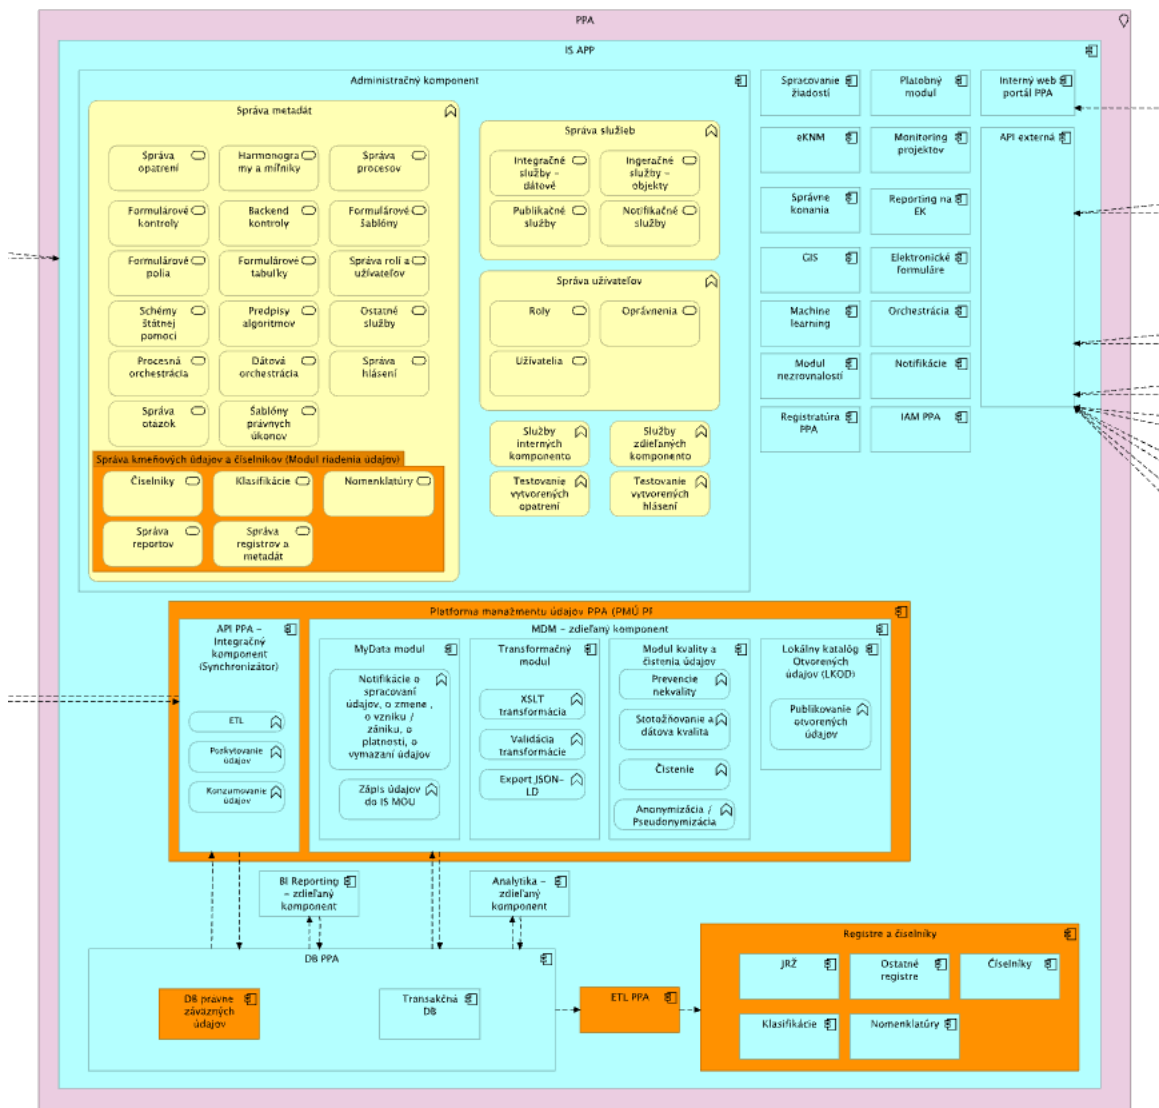 PPA
IS APP
Administračný komponent
Správa metadát
Správa
opatrení
Harmonogra
my a míľniky
Správa
procesov
Formulárové
kontroly
Backend
kontroly
Formulárové
šablóny
Formulárové
polia
Formulárové
tabuľky
Správa rolí a
užívateľov
Schémy
štátnej
pomoci
Predpisy
algoritmov
Ostatné
služby
Procesná
orchestrácia
Dátová
orchestrácia
Správa
hlásení
Správa
otázok
Šablóny
právnych
úkonov
Správa kmeňových údajov a číselníkov (Modul riadenia údajov)
Číselníky
Klasifikácie
Nomenklatúry
Správa
reportov
Správa
registrov a
metadát
Správa služieb
Integračné
služby –
dátové
Ingeračné
služby –
objekty
Publikačné
služby
Notifikačné
služby
Správa užívateľov
Roly
Oprávnenia
Užívatelia
Služby
interných
komponento
Služby
zdieľaných
komponento
Testovanie
vytvorených
opatrení
Testovanie
vytvorených
hlásení
Spracovanie
žiadostí
Platobný
modul
Interný web
portál PPA
eKNM
Monitoring
projektov
API externá
Správne
konania
Reporting na
EK
GIS
Elektronické
formuláre
Machine
learning
Orchestrácia
Modul
nezrovnalostí
Notifikácie
Registratúra
PPA
IAM PPA
Platforma manažmentu údajov PPA (PMÚ PF
API PPA –
Integračný
komponent
(Synchronizátor)
ETL
Poskytovanie
údajov
Konzumovanie
údajov
MDM – zdieľaný komponent
MyData modul
Notifikácie o
spracovaní
údajov, o zmene ,
o vzniku /
zániku, o
platnosti, o
vymazaní údajov
Zápis údajov
do IS MOU
Transformačný
modul
XSLT
transformácia
Validácia
transformácie
Export JSON-
LD
Modul kvality a
čistenia údajov
Prevencie
nekvality
Stotožňovanie a
dátova kvalita
Čistenie
Anonymizácia /
Pseudonymizácia
Lokálny katalóg
Otvorených
údajov (LKOD)
Publikovanie
otvorených
údajov
BI Reporting
– zdieľaný
komponent
Analytika –
zdieľaný
komponent
DB PPA
DB pravne
záväzných
údajov
Transakčná
DB
ETL PPA
Registre a číselníky
JRŽ
Ostatné
registre
Číselníky
Klasifikácie
Nomenklatúry